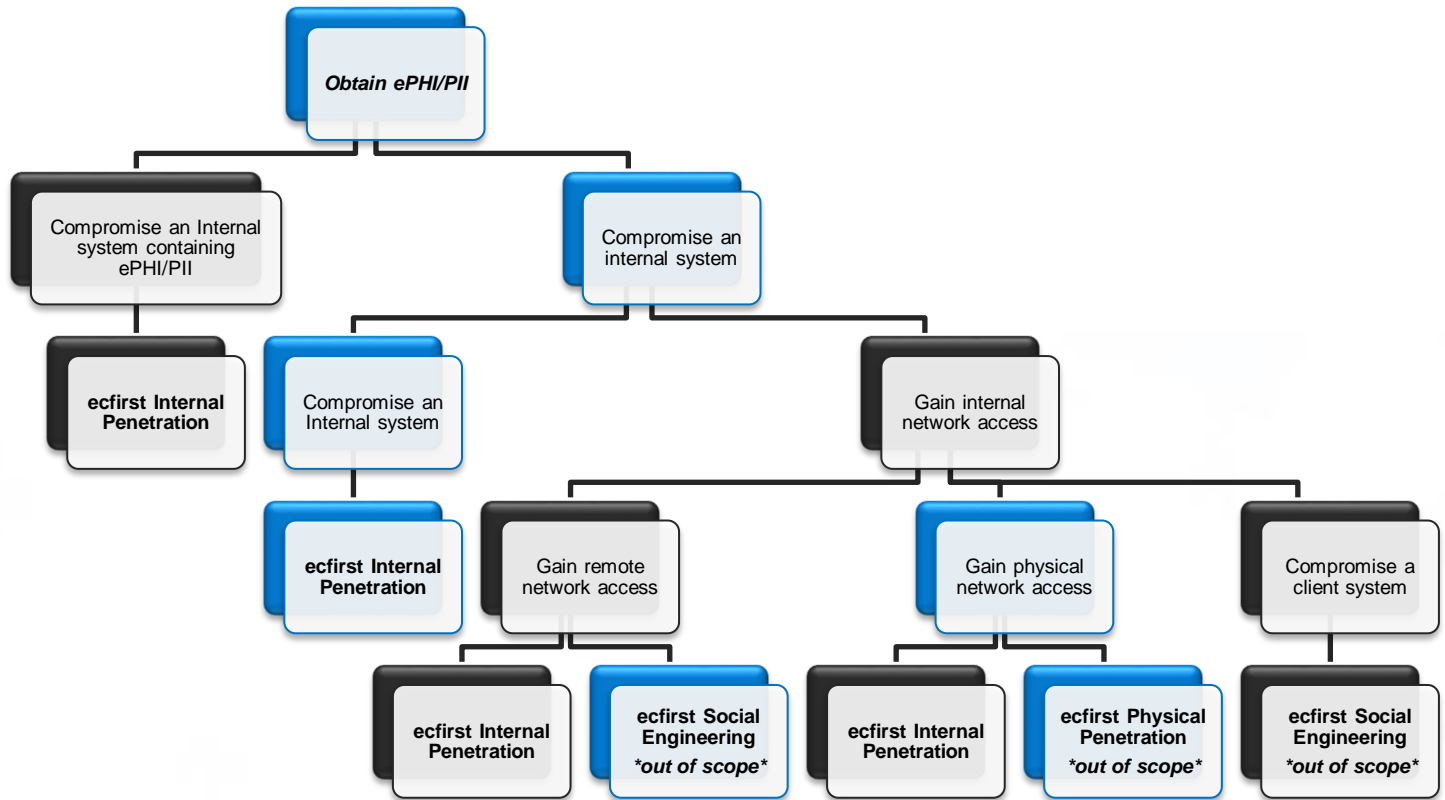 Obtain ePHI/PII
Compromise an Internal
system containing
ePHI/PII
Compromise an
internal system
ecfirst Internal
Penetration
Compromise an
Internal system
Gain internal
network access
ecfirst Internal
Penetration
Gain remote
network access
Gain physical
network access
Compromise a
client system
ecfirst Internal
Penetration
ecfirst Social
Engineering
*out of scope*
ecfirst Internal
Penetration
ecfirst Physical
Penetration
*out of scope*
ecfirst Social
Engineering
*out of scope*